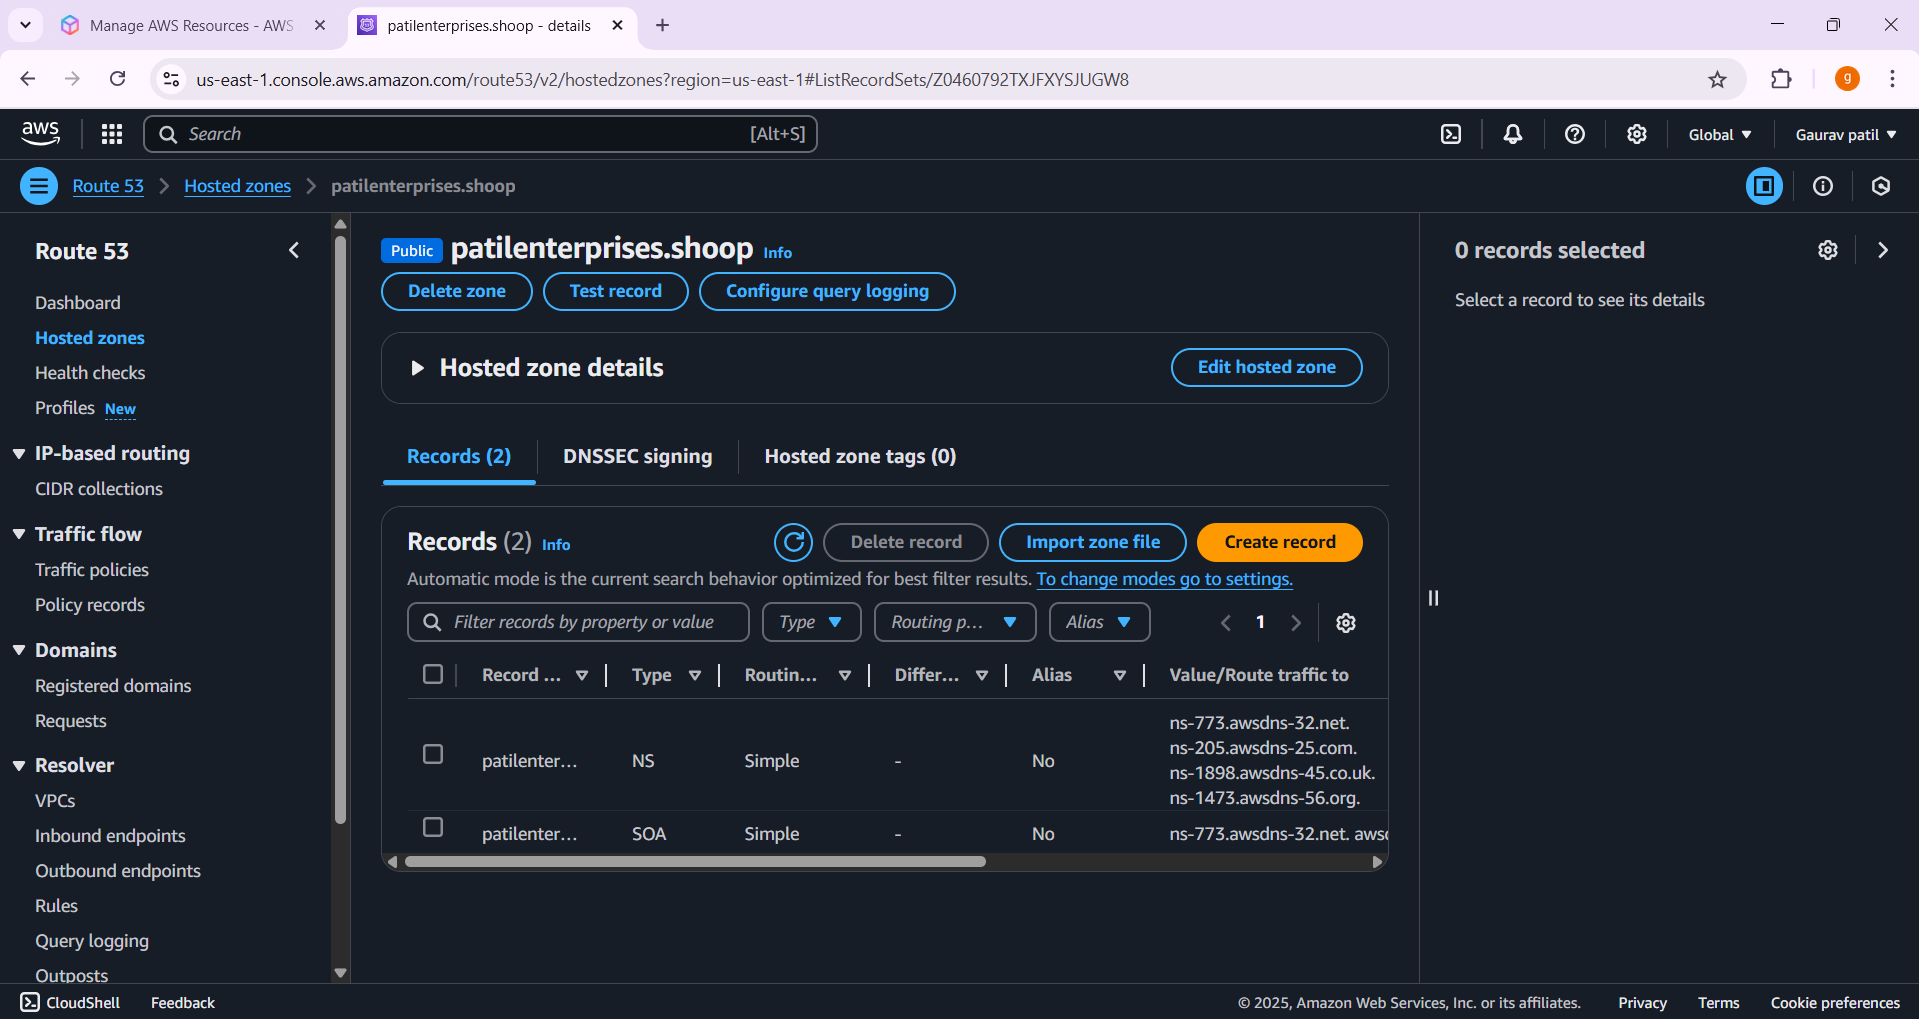 Manage AWS Resources - AWS
patilenterprises.shoop - details
us-east-1.console.aws.amazon.com/route53/v2/hostedzones?region=us-east-1#ListRecordSets/Z0460792TXJFXYSJUGW8
g
aws
Search
[Alt+S]
Global
Gaurav patil
Route 53
Hosted zones
patilenterprises.shoop
Route 53
Dashboard
Hosted zones
Health checks
Profiles New
IP-based routing
CIDR collections
Traffic flow
Traffic policies
Policy records
Domains
Registered domains
Requests
Resolver
VPCs
Inbound endpoints
Outbound endpoints
Rules
Query logging
Outposts
Public patilenterprises.shoop Info
Delete zone Test record Configure query logging
Hosted zone details Edit hosted zone
Records (2) DNSSEC signing Hosted zone tags (0)
Records (2) Info Delete record Import zone file Create record
Automatic mode is the current search behavior optimized for best filter results. To change modes go to settings.
Filter records by property or value Type Routing p... Alias 1
Record ... Type Routin... Differ... Alias Value/Route traffic to
patilenter... NS Simple - No
ns-773.awsdns-32.net.
ns-205.awsdns-25.com.
ns-1898.awsdns-45.co.uk.
ns-1473.awsdns-56.org.
patilenter... SOA Simple - No ns-773.awsdns-32.net. awsd
0 records selected
Select a record to see its details
CloudShell Feedback © 2025, Amazon Web Services, Inc. or its affiliates. Privacy Terms Cookie preferences